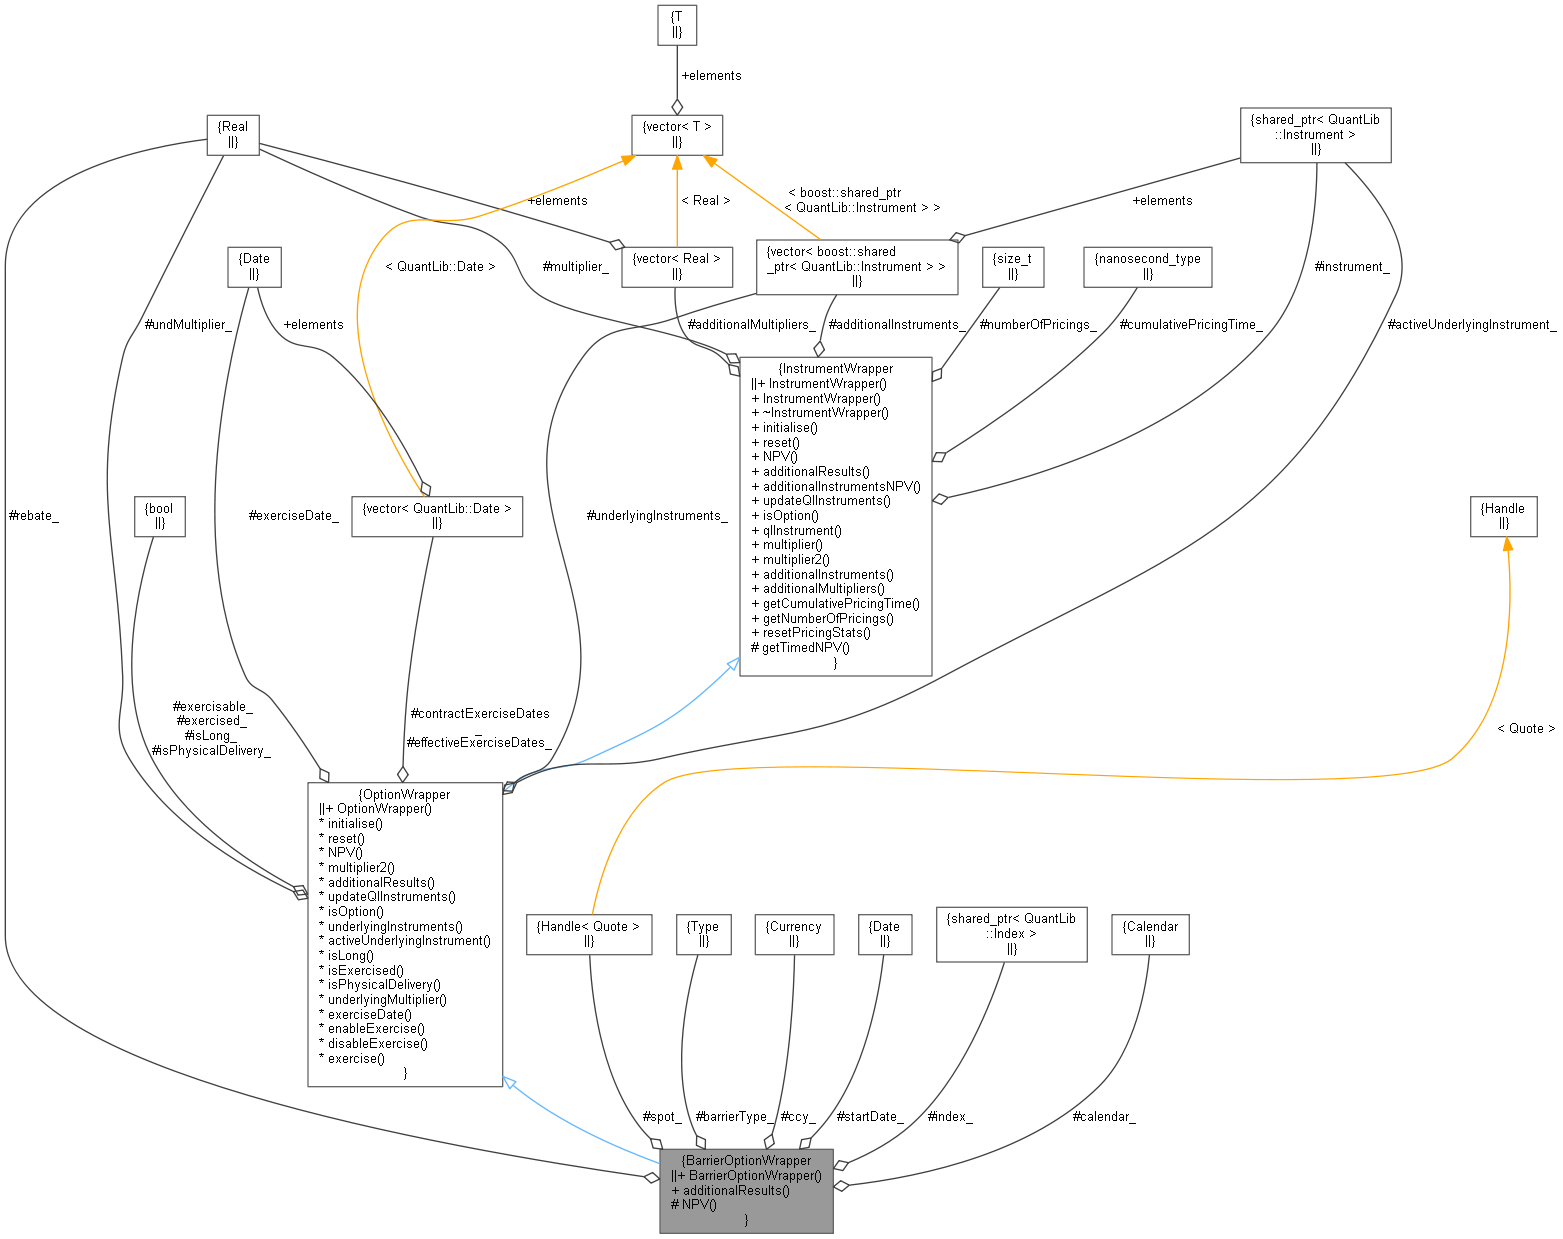 {T
||}
+elements
{Real
||}
{vector< T >
||}
{shared_ptr< QuantLib
::Instrument >
||}
+elements
< Real >
< boost::shared_ptr
< QuantLib::Instrument > >
+elements
{Date
||}
< QuantLib::Date >
#multiplier_
{vector< Real >
||}
{vector< boost::shared
_ptr< QuantLib::Instrument > >
||}
{size_t
||}
{nanosecond_type
||}
#instrument_
#undMultiplier_
+elements
#additionalMultipliers_
#additionalInstruments_
#numberOfPricings_
#cumulativePricingTime_
#activeUnderlyingInstrument_
{InstrumentWrapper
||+ InstrumentWrapper()
+ InstrumentWrapper()
+ ~InstrumentWrapper()
+ initialise()
+ reset()
+ NPV()
+ additionalResults()
+ additionalInstrumentsNPV()
+ updateQlInstruments()
+ isOption()
+ qlInstrument()
+ multiplier()
+ multiplier2()
+ additionalInstruments()
+ additionalMultipliers()
+ getCumulativePricingTime()
+ getNumberOfPricings()
+ resetPricingStats()
# getTimedNPV()
}
#rebate_
{bool
||}
#exerciseDate_
{vector< QuantLib::Date >
||}
#underlyingInstruments_
{Handle
||}
#exercisable_
#exercised_
#isLong_
#isPhysicalDelivery_
#contractExerciseDates
_
#effectiveExerciseDates_
< Quote >
{OptionWrapper
||+ OptionWrapper()
* initialise()
* reset()
* NPV()
* multiplier2()
* additionalResults()
* updateQlInstruments()
* isOption()
* underlyingInstruments()
* activeUnderlyingInstrument()
* isLong()
* isExercised()
* isPhysicalDelivery()
* underlyingMultiplier()
* exerciseDate()
* enableExercise()
* disableExercise()
* exercise()
}
{Handle< Quote >
||}
{Type
||}
{Currency
||}
{Date
||}
{shared_ptr< QuantLib
::Index >
||}
{Calendar
||}
#spot_
#barrierType_
#ccy_
#startDate_
#index_
#calendar_
{BarrierOptionWrapper
||+ BarrierOptionWrapper()
+ additionalResults()
# NPV()
}